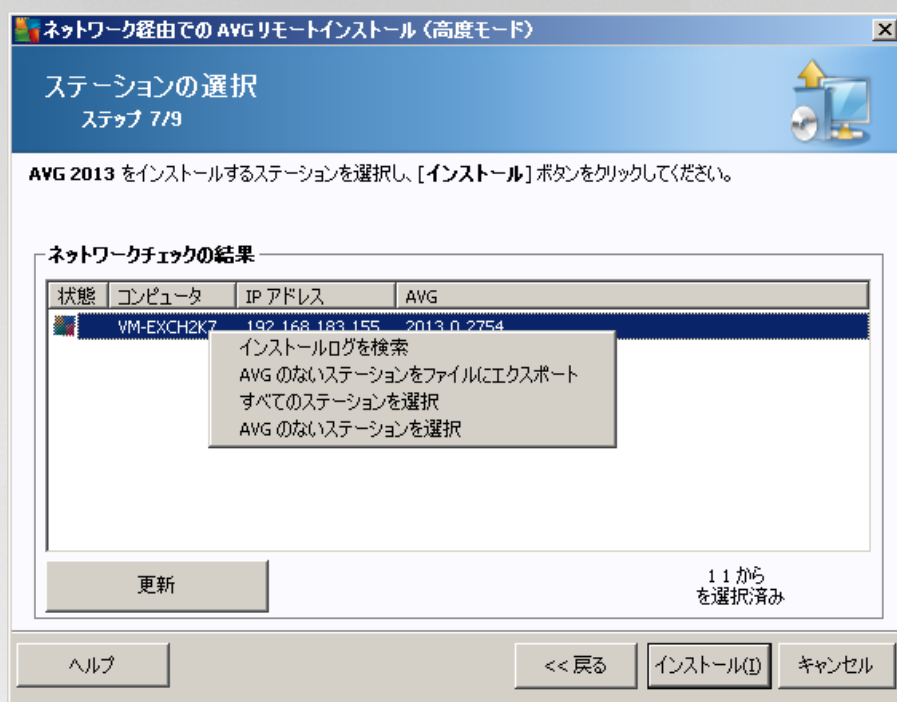 ネットワーク経由での AVG リモートインストール（高度モード）
ステーションの選択
ステップ 7/9
AVG 2013 をインストールするステーションを選択し、[インストール] ボタンをクリックしてください。
ネットワークチェックの結果
状態 コンピュータ IP アドレス AVG
VM-EXCH2K7 192.168.183.155 2013.0.2754
インストールログを検索
AVG のないステーションをファイルにエクスポート
すべてのステーションを選択
AVG のないステーションを選択
更新
1 1 から
を選択済み
ヘルプ
<< 戻る
インストール(I)
キャンセル